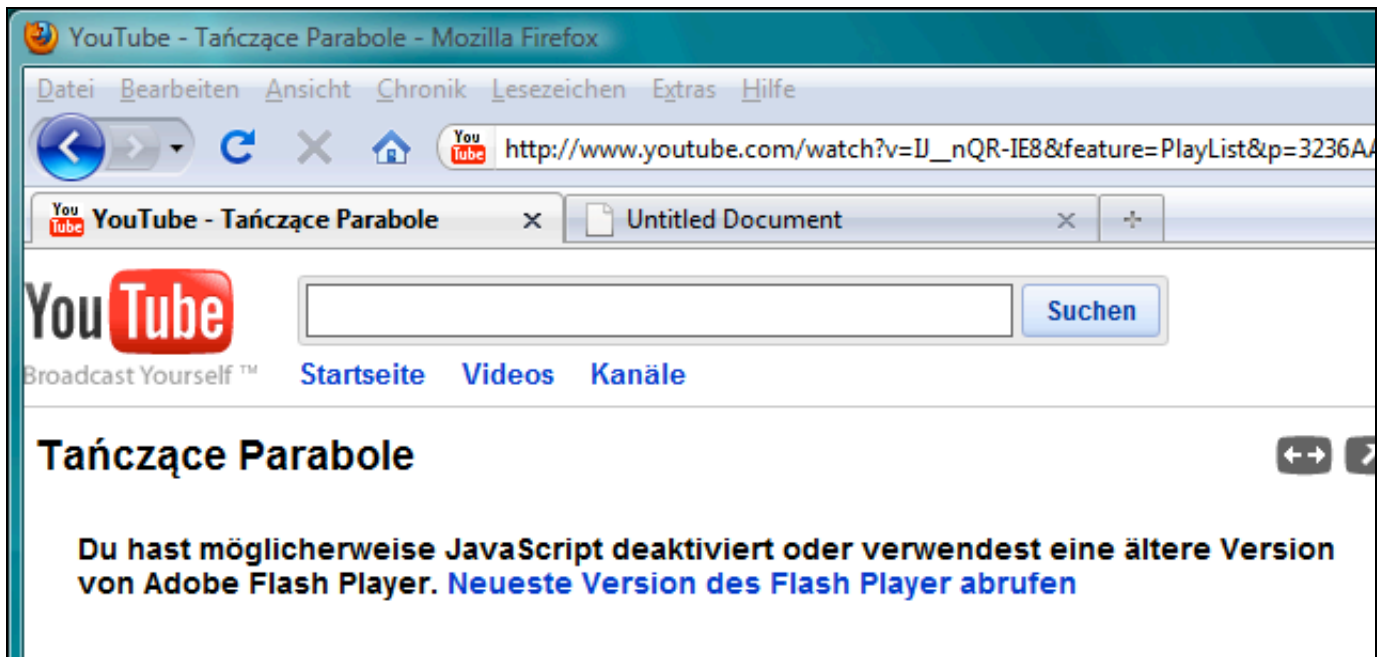 YouTube - Tańczące Parabole - Mozilla Firefox
Datei Bearbeiten Ansicht Chronik Lesezeichen Extras Hilfe
You Tube http://www.youtube.com/watch?v=IJ__nQR-IE8&feature=PlayList&p=3236AA
You Tube YouTube - Tańczące Parabole Untitled Document
YouTube Suchen
Broadcast Yourself ™ Startseite Videos Kanäle
Tańczące Parabole
Du hast möglicherweise JavaScript deaktiviert oder verwendest eine ältere Version
von Adobe Flash Player. Neueste Version des Flash Player abrufen